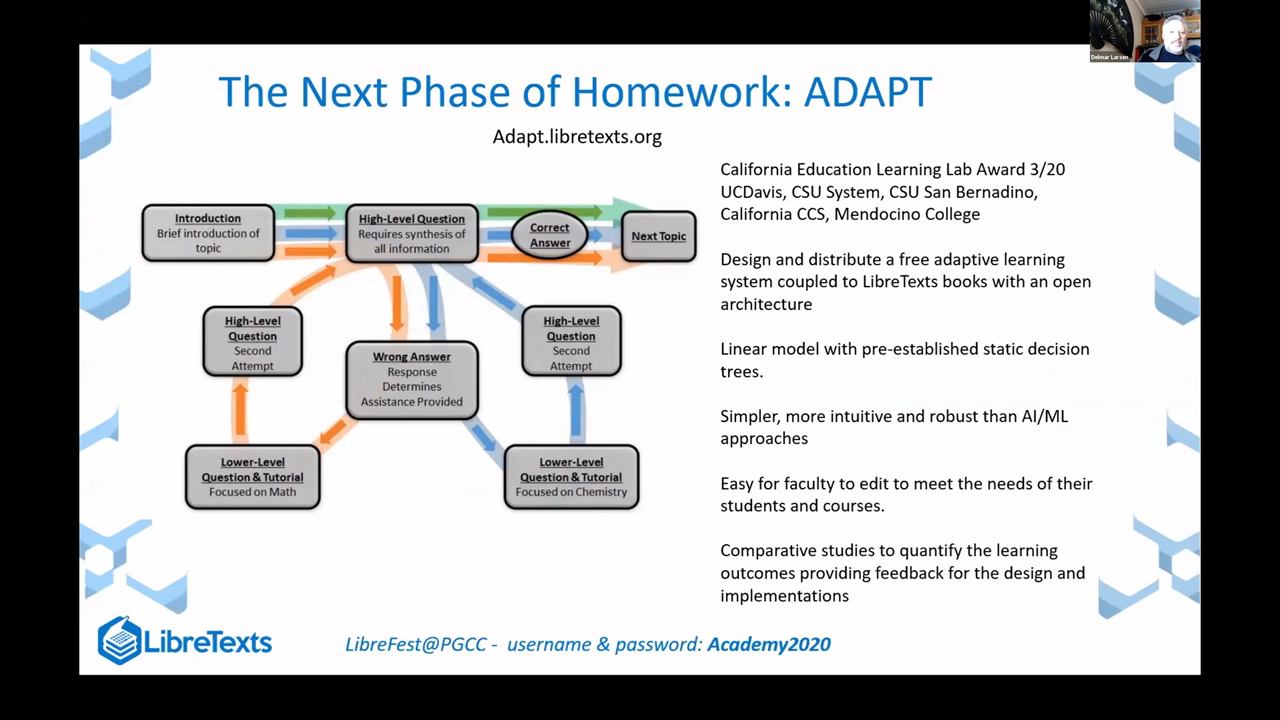 Delmar Larsen
The Next Phase of Homework: ADAPT
Adapt.libretexts.org
Introduction
Brief introduction of
topic
High-Level Question
Requires synthesis of
all information
Correct
Answer
Next Topic
High-Level
Question
Second
Attempt
Wrong Answer
Response
Determines
Assistance Provided
High-Level
Question
Second
Attempt
Lower-Level
Question & Tutorial
Focused on Math
Lower-Level
Question & Tutorial
Focused on Chemistry
California Education Learning Lab Award 3/20
UCDavis, CSU System, CSU San Bernadino,
California CCS, Mendocino College
Design and distribute a free adaptive learning
system coupled to LibreTexts books with an open
architecture
Linear model with pre-established static decision
trees.
Simpler, more intuitive and robust than AI/ML
approaches
Easy for faculty to edit to meet the needs of their
students and courses.
Comparative studies to quantify the learning
outcomes providing feedback for the design and
implementations
LibreTexts
LibreFest@PGCC - username & password: Academy2020